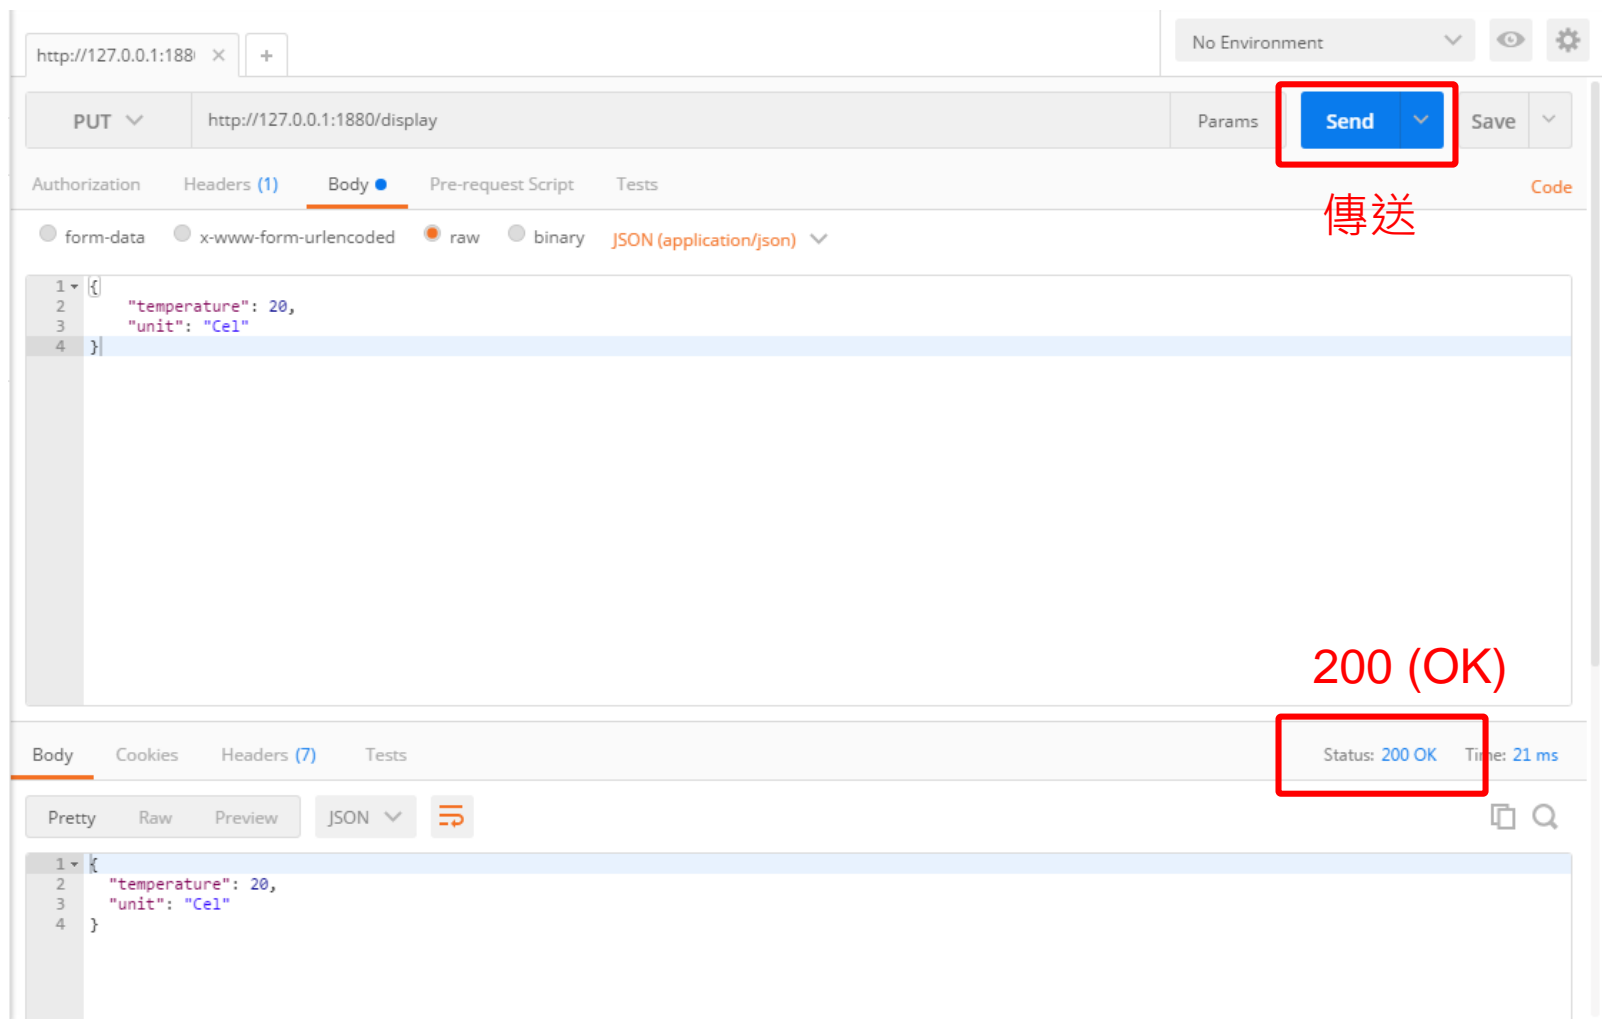 http://127.0.0.1:188
No Environment
PUT http://127.0.0.1:1880/display Params Send Save
Authorization Headers (1) Body Pre-request Script Tests Code
傳送
form-data x-www-form-urlencoded raw binary JSON (application/json)
1 {
2 "temperature": 20,
3 "unit": "Cel"
4 }
200 (OK)
Body Cookies Headers (7) Tests Status: 200 OK Time: 21 ms
Pretty Raw Preview JSON
1 {
2 "temperature": 20,
3 "unit": "Cel"
4 }